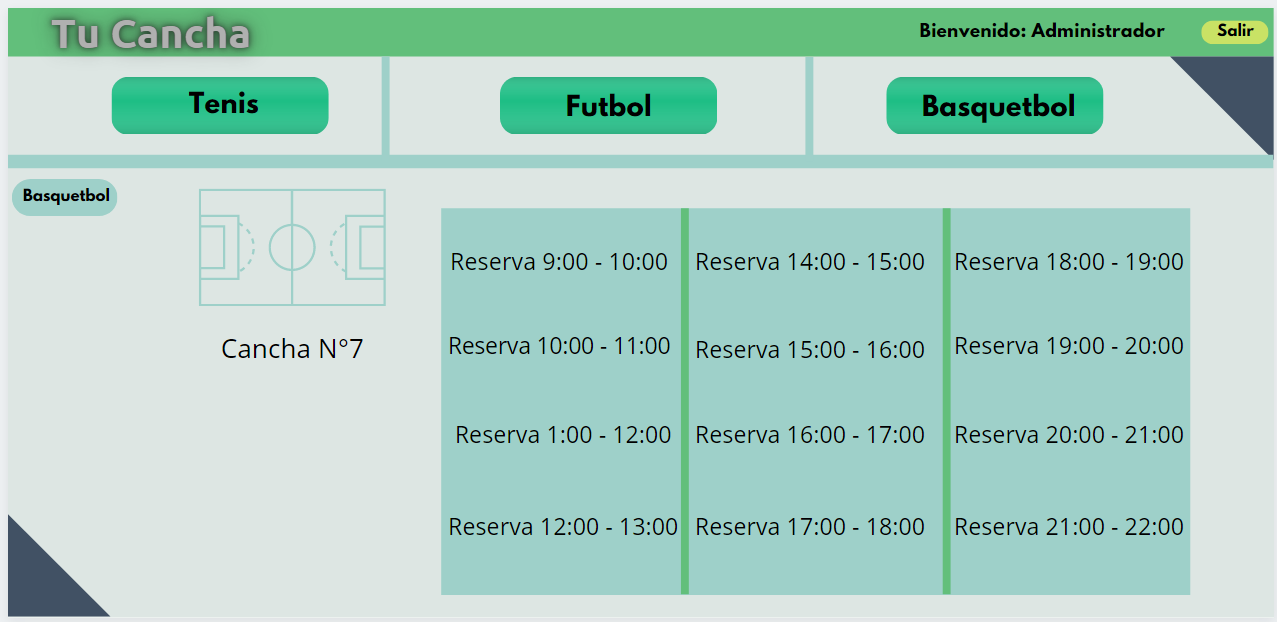 Tu Cancha
Bienvenido: Administrador
Salir
Tenis
Futbol
Basquetbol
Basquetbol
Cancha N°7
Reserva 9:00 - 10:00
Reserva 10:00 - 11:00
Reserva 1:00 - 12:00
Reserva 12:00 - 13:00
Reserva 14:00 - 15:00
Reserva 15:00 - 16:00
Reserva 16:00 - 17:00
Reserva 17:00 - 18:00
Reserva 18:00 - 19:00
Reserva 19:00 - 20:00
Reserva 20:00 - 21:00
Reserva 21:00 - 22:00